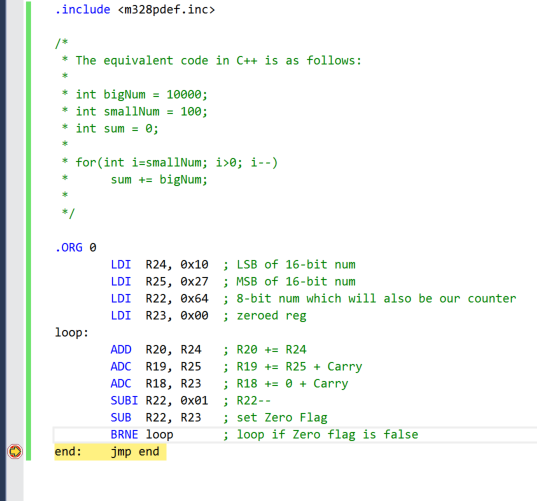 .include <m328pdef.inc>
/*
* The equivalent code in C++ is as follows:
*
* int bigNum = 10000;
* int smallNum = 100;
* int sum = 0;
*
* for(int i=smallNum; i>0; i--)
*      sum += bigNum;
*
*/
.ORG 0
LDI  R24, 0x10  ; LSB of 16-bit num
LDI  R25, 0x27  ; MSB of 16-bit num
LDI  R22, 0x64  ; 8-bit num which will also be our counter
LDI  R23, 0x00  ; zeroed reg
loop:
ADD  R20, R24   ; R20 += R24
ADC  R19, R25   ; R19 += R25 + Carry
ADC  R18, R23   ; R18 += 0 + Carry
SUBI R22, 0x01  ; R22--
SUB  R22, R23   ; set Zero Flag
BRNE loop       ; loop if Zero flag is false
end:    jmp end